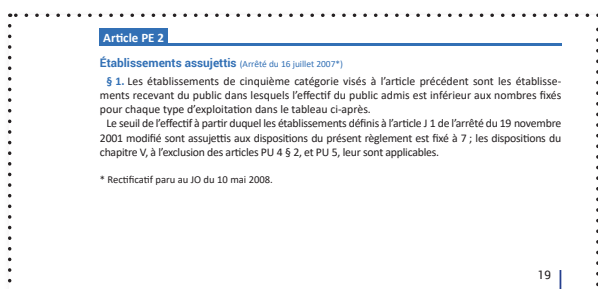 Article PE 2
Établissements assujettis (Arrêté du 16 juillet 2007*)
§ 1. Les établissements de cinquième catégorie visés à l'article précédent sont les établisse-
ments recevant du public dans lesquels l'effectif du public admis est inférieur aux nombres fixés
pour chaque type d'exploitation dans le tableau ci-après.
Le seuil de l'effectif à partir duquel les établissements définis à l'article J 1 de l'arrêté du 19 novembre
2001 modifié sont assujettis aux dispositions du présent règlement est fixé à 7 ; les dispositions du
chapitre V, à l'exclusion des articles PU 4 § 2, et PU 5, leur sont applicables.
* Rectificatif paru au JO du 10 mai 2008.
19